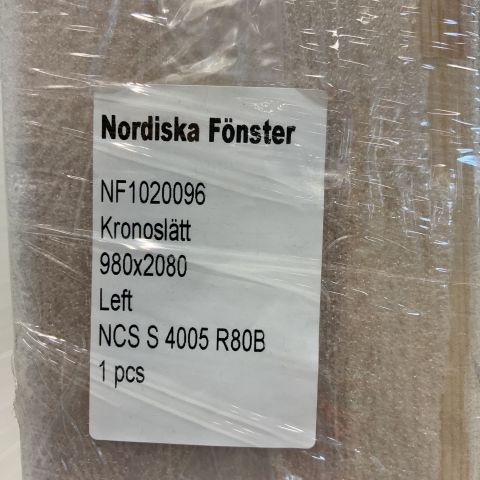 Nordiska Fönster
NF1020096
Kronoslätt
980x2080
Left
NCS S 4005 R80B
1 pcs